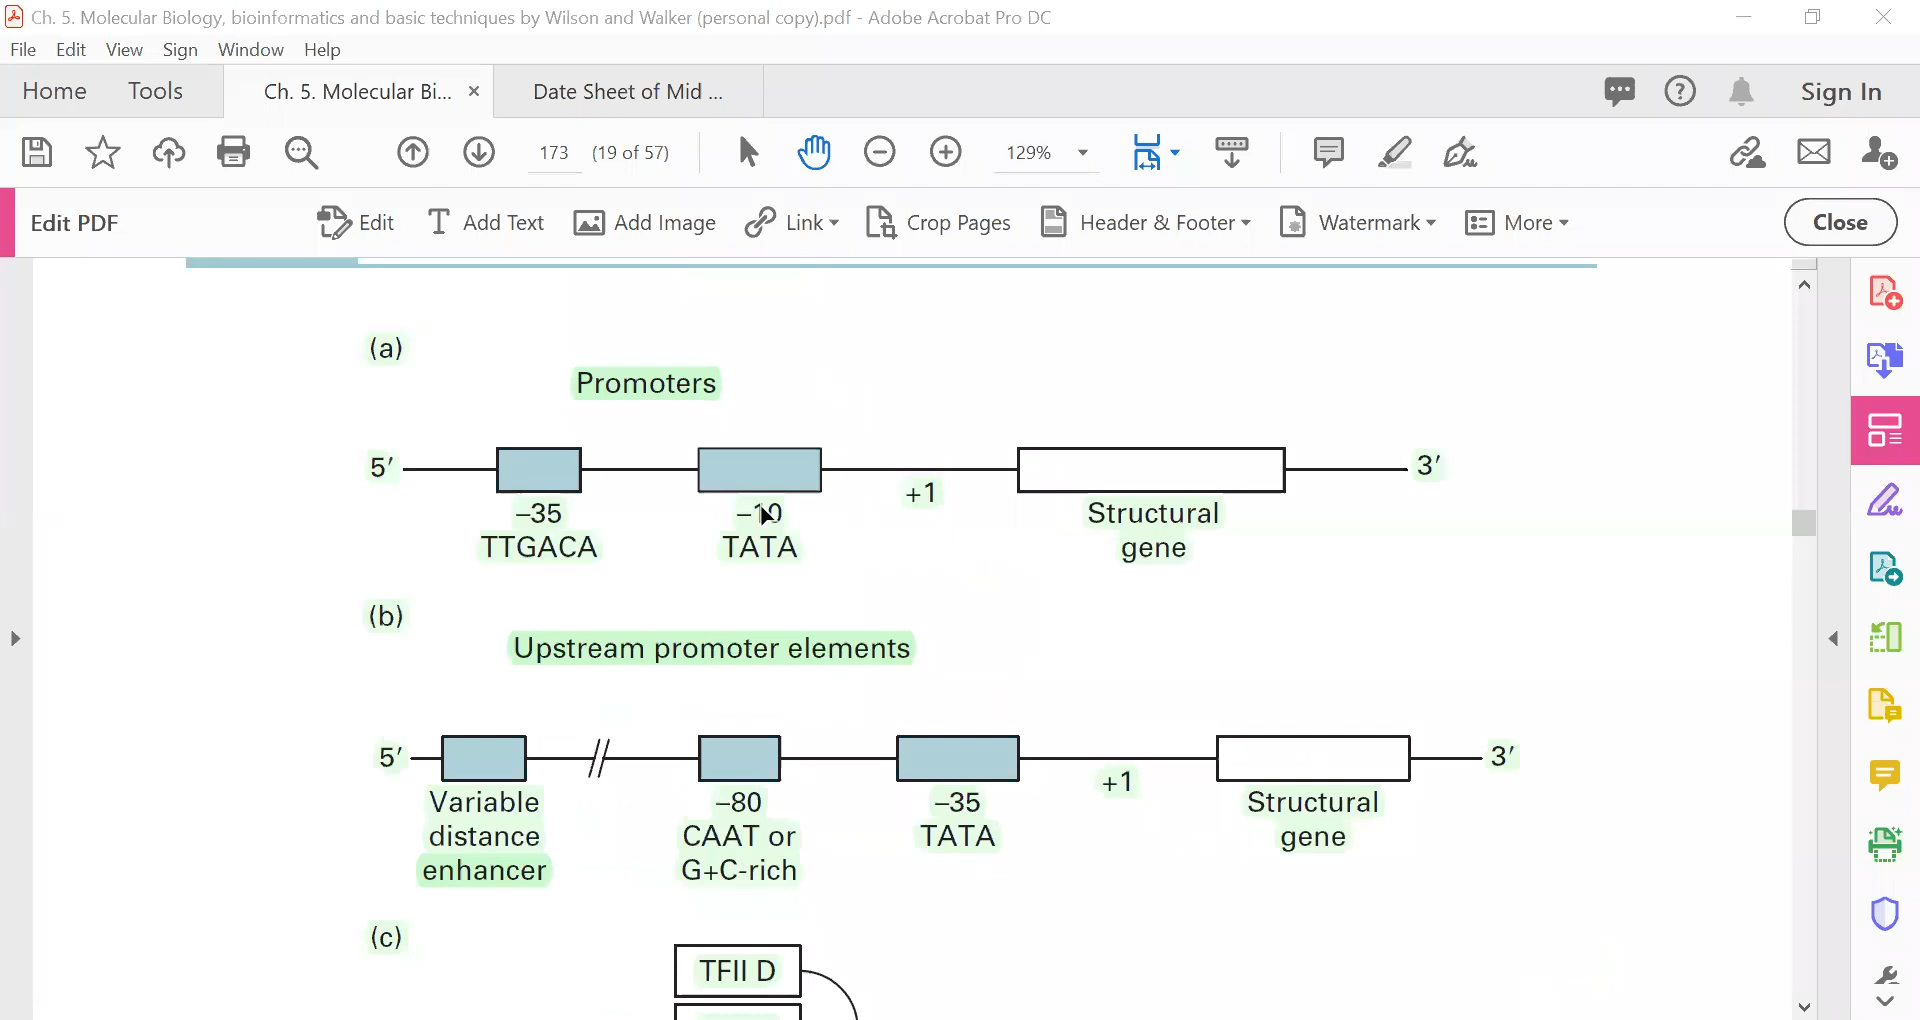 Ch. 5. Molecular Biology, bioinformatics and basic techniques by Wilson and Walker (personal copy).pdf - Adobe Acrobat Pro DC
File Edit View Sign Window Help
Home Tools Ch. 5. Molecular Bi... × Date Sheet of Mid ... Sign In
173 (19 of 57) 129%
Edit PDF Edit Add Text Add Image Link Crop Pages Header & Footer Watermark More Close
(a)
Promoters
5′ 3′
+1
–35 –10 Structural
TTGACA TATA gene
(b)
Upstream promoter elements
5′ 3′
+1
Variable –80 –35 Structural
distance CAAT or TATA gene
enhancer G+C-rich
(c)
TFII D